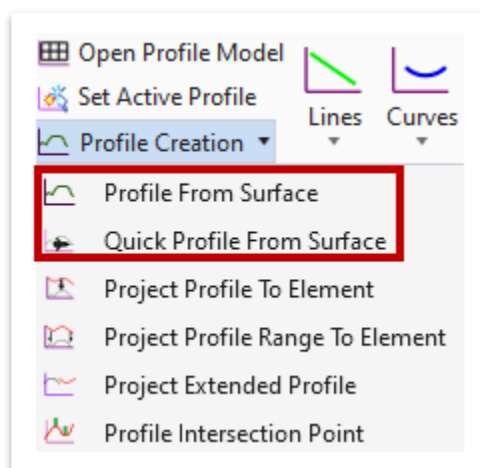 Open Profile Model
Set Active Profile
Profile Creation
Lines
Curves
Profile From Surface
Quick Profile From Surface
Project Profile To Element
Project Profile Range To Element
Project Extended Profile
Profile Intersection Point